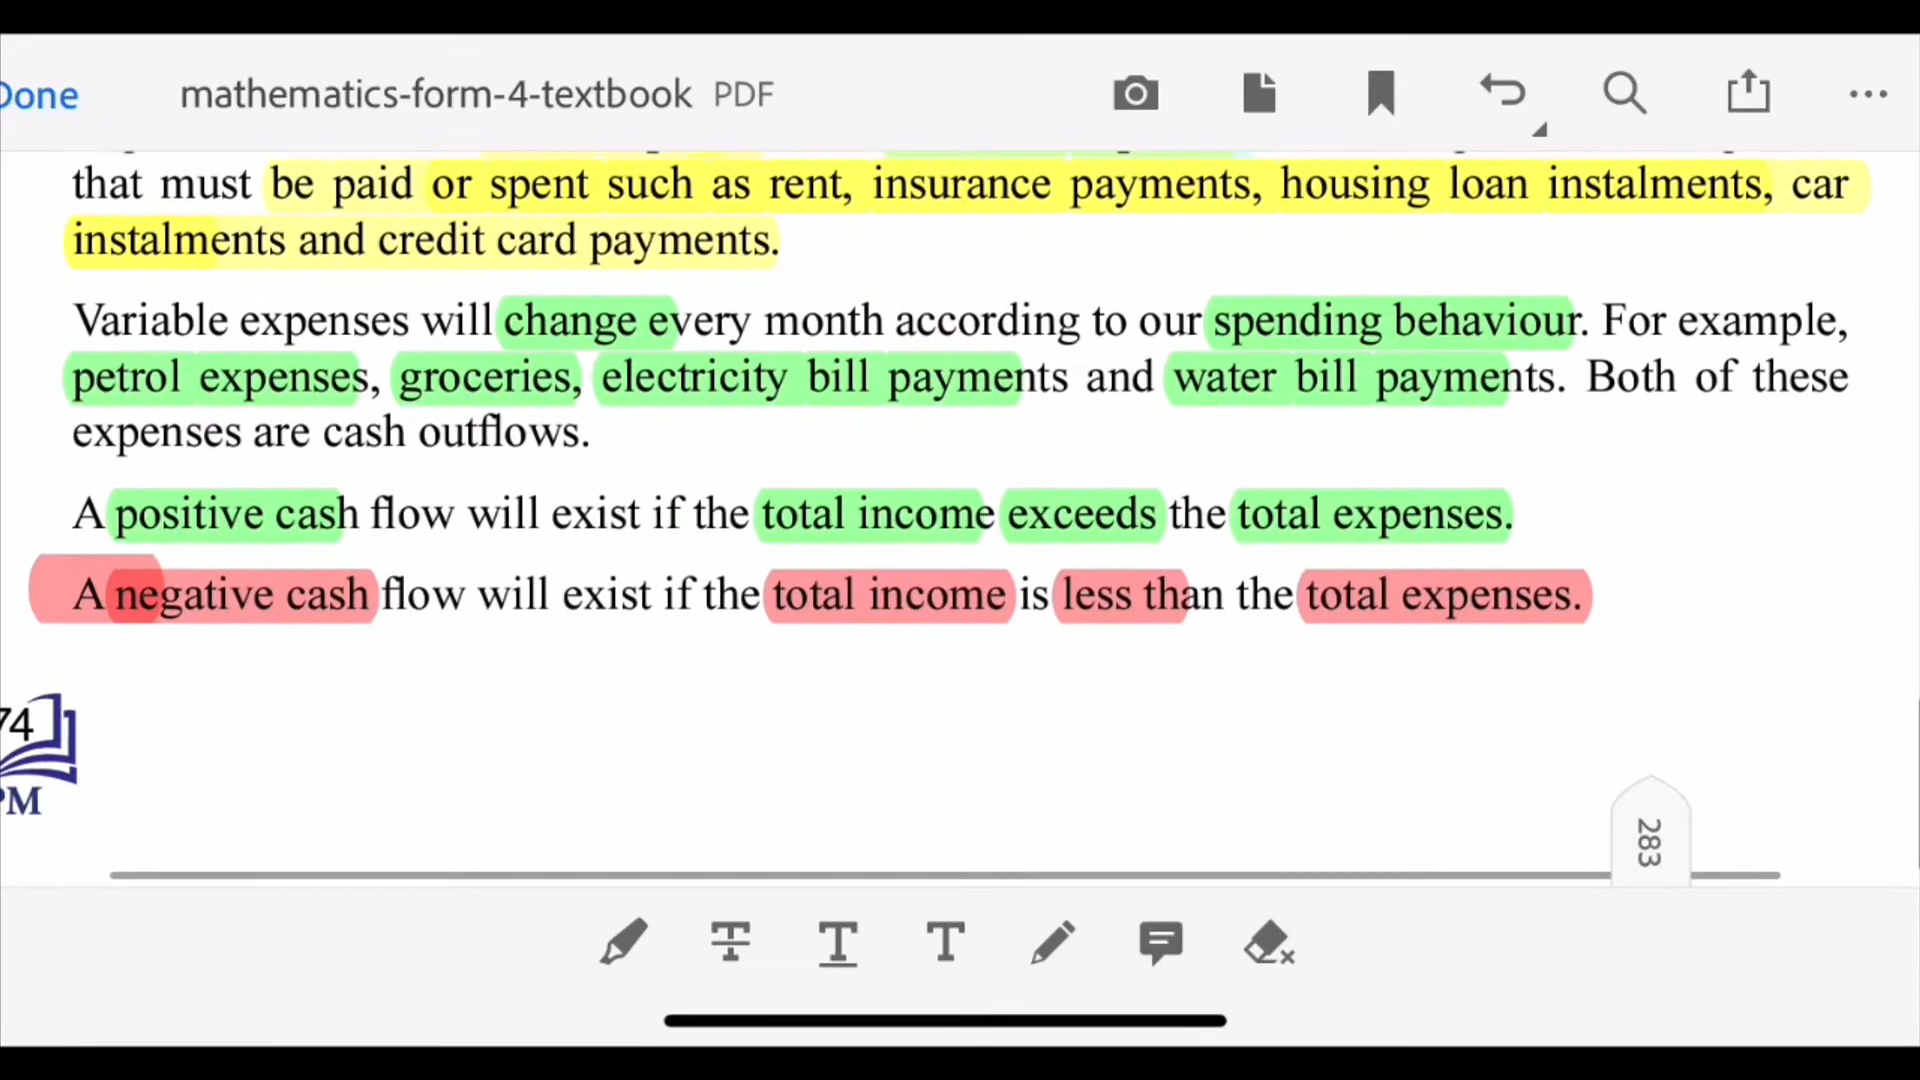 Done mathematics-form-4-textbook PDF
that must be paid or spent such as rent, insurance payments, housing loan instalments, car
instalments and credit card payments.
Variable expenses will change every month according to our spending behaviour. For example,
petrol expenses, groceries, electricity bill payments and water bill payments. Both of these
expenses are cash outflows.
A positive cash flow will exist if the total income exceeds the total expenses.
A negative cash flow will exist if the total income is less than the total expenses.
74
PM
283